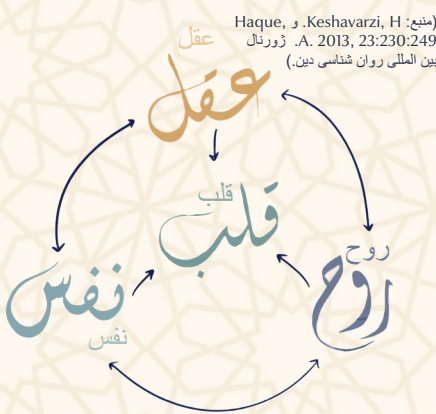 (منبع: Keshavarzi, H. و Haque,
A. 2013, 23:230:249. ژورنال
بین المللی روان شناسی دین.)
عقل
عقل
قلب
قلب
روح
روح
نفس
نفس